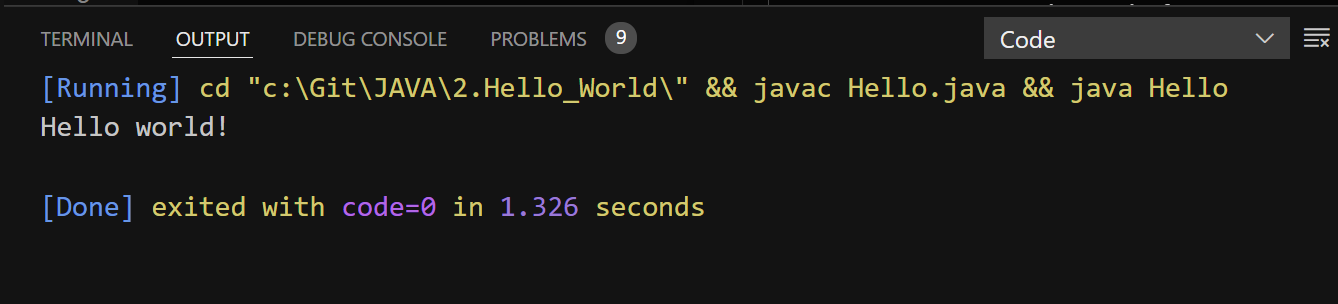 TERMINAL OUTPUT DEBUG CONSOLE PROBLEMS 9 Code
[Running] cd "c:\Git\JAVA\2.Hello_World\" && javac Hello.java && java Hello
Hello world!
[Done] exited with code=0 in 1.326 seconds